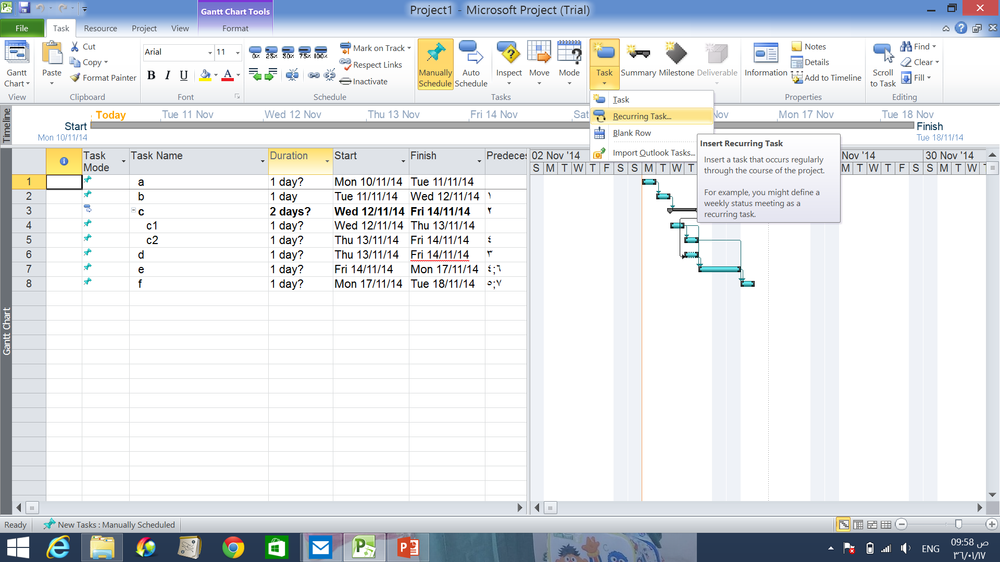 Gantt Chart Tools
Project1 - Microsoft Project (Trial)
File Task Resource Project View Format
Gantt Chart
View
Paste
Cut
Copy
Format Painter
Clipboard
Arial 11
B I U A
Font
0x 25x 50x 75x 100x
Mark on Track
Respect Links
Inactivate
Schedule
Manually Schedule
Auto Schedule
Inspect
Move
Mode
Tasks
Task
Summary
Milestone
Deliverable
Information
Notes
Details
Add to Timeline
Properties
Scroll to Task
Find
Clear
Fill
Editing
Task
Recurring Task...
Blank Row
Import Outlook Tasks...
Insert Recurring Task
Insert a task that occurs regularly
through the course of the project.
For example, you might define a
weekly status meeting as a
recurring task.
Timeline
Today Tue 11 Nov Wed 12 Nov Thu 13 Nov Fri 14 Nov Sat Nov Mon 17 Nov Tue 18 Nov
Start
Mon 10/11/14
Finish
Tue 18/11/14
Task Mode Task Name Duration Start Finish Predeces
02 Nov '14 Nov '14 30 Nov '14
S M T W T F S S M T W T M T W T F S S M T W T
1 a 1 day? Mon 10/11/14 Tue 11/11/14
2 b 1 day Tue 11/11/14 Wed 12/11/14 ١
3 c 2 days? Wed 12/11/14 Fri 14/11/14 ٢
4 c1 1 day? Wed 12/11/14 Thu 13/11/14
5 c2 1 day? Thu 13/11/14 Fri 14/11/14 ٤
6 d 1 day? Thu 13/11/14 Fri 14/11/14 ٣
7 e 1 day? Fri 14/11/14 Mon 17/11/14 ٤;٦
8 f 1 day? Mon 17/11/14 Tue 18/11/14 ٥;٧
Gantt Chart
Ready New Tasks : Manually Scheduled
ENG
09:58 ص
٣٦/٠١/١٧